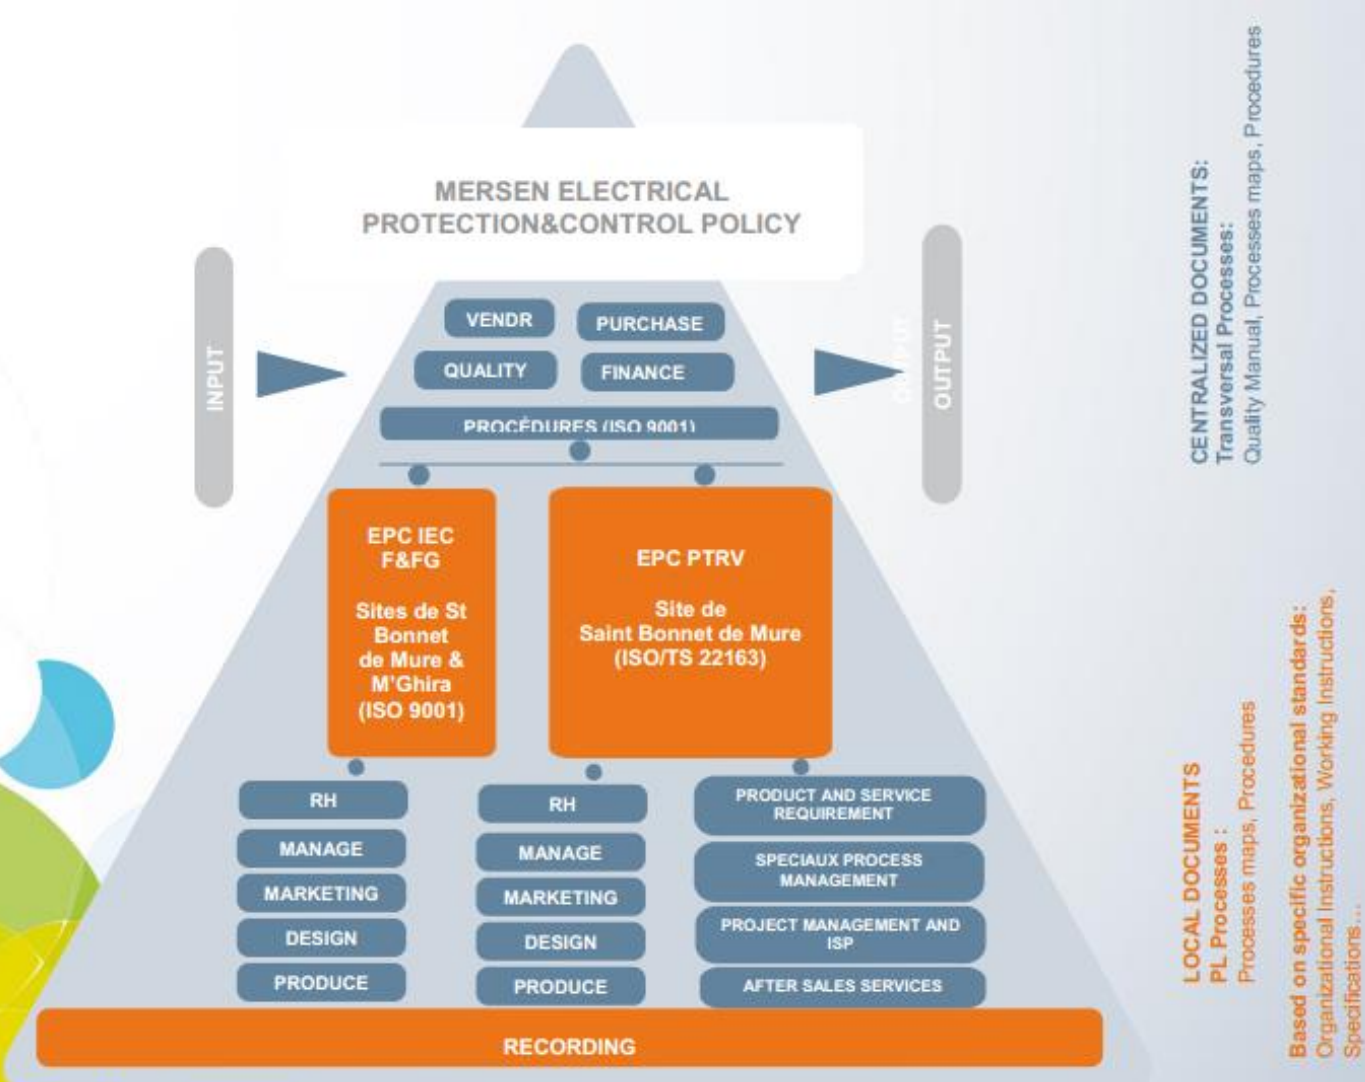 MERSEN ELECTRICAL
PROTECTION&CONTROL POLICY
INPUT
VENDR
PURCHASE
QUALITY
FINANCE
PROCÉDURES (ISO 9001)
OUTPUT
OUTPUT
EPC IEC
F&FG
Sites de St
Bonnet
de Mure &
M'Ghira
(ISO 9001)
EPC PTRV
Site de
Saint Bonnet de Mure
(ISO/TS 22163)
RH
MANAGE
MARKETING
DESIGN
PRODUCE
RH
MANAGE
MARKETING
DESIGN
PRODUCE
PRODUCT AND SERVICE
REQUIREMENT
SPECIAUX PROCESS
MANAGEMENT
PROJECT MANAGEMENT AND
ISP
AFTER SALES SERVICES
RECORDING
CENTRALIZED DOCUMENTS:
Transversal Processes:
Quality Manual, Processes maps, Procedures
LOCAL DOCUMENTS
PL Processes :
Processes maps, Procedures
Based on specific organizational standards:
Organizational Instructions, Working Instructions,
Specifications...